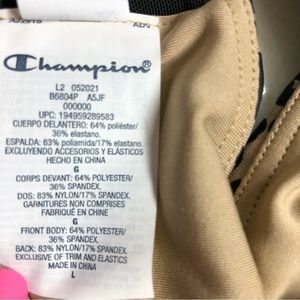 Champion
L2 052021
B6804P A5JF
000000
UPC: 194959289583
CUERPO DELANTERO: 64% poliéster/
36% elastano.
ESPALDA: 83% poliamida/17% elastano.
EXCLUYENDO ACCESORIOS Y ELÁSTICOS
HECHO EN CHINA
G
CORPS DEVANT: 64% POLYESTER/
36% SPANDEX.
DOS: 83% NYLON/17% SPANDEX.
GARNITURES NON COMPRISES
FABRIQUÉ EN CHINE
G
FRONT BODY: 64% POLYESTER/
36% SPANDEX.
BACK: 83% NYLON/17% SPANDEX.
EXCLUSIVE OF TRIM AND ELASTICS
MADE IN CHINA
L